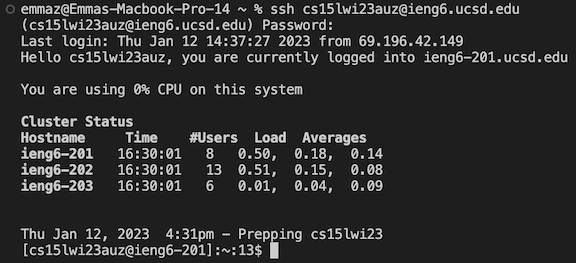 emmaz@Emmas-Macbook-Pro-14 ~ % ssh cs15lwi23auz@ieng6.ucsd.edu
(cs15lwi23auz@ieng6.ucsd.edu) Password:
Last login: Thu Jan 12 14:37:27 2023 from 69.196.42.149
Hello cs15lwi23auz, you are currently logged into ieng6-201.ucsd.edu
You are using 0% CPU on this system
Cluster Status
Hostname Time #Users Load Averages
ieng6-201 16:30:01 8 0.50, 0.18, 0.14
ieng6-202 16:30:01 13 0.51, 0.15, 0.08
ieng6-203 16:30:01 6 0.01, 0.04, 0.09
Thu Jan 12, 2023 4:31pm - Prepping cs15lwi23
[cs15lwi23auz@ieng6-201]:~:13$